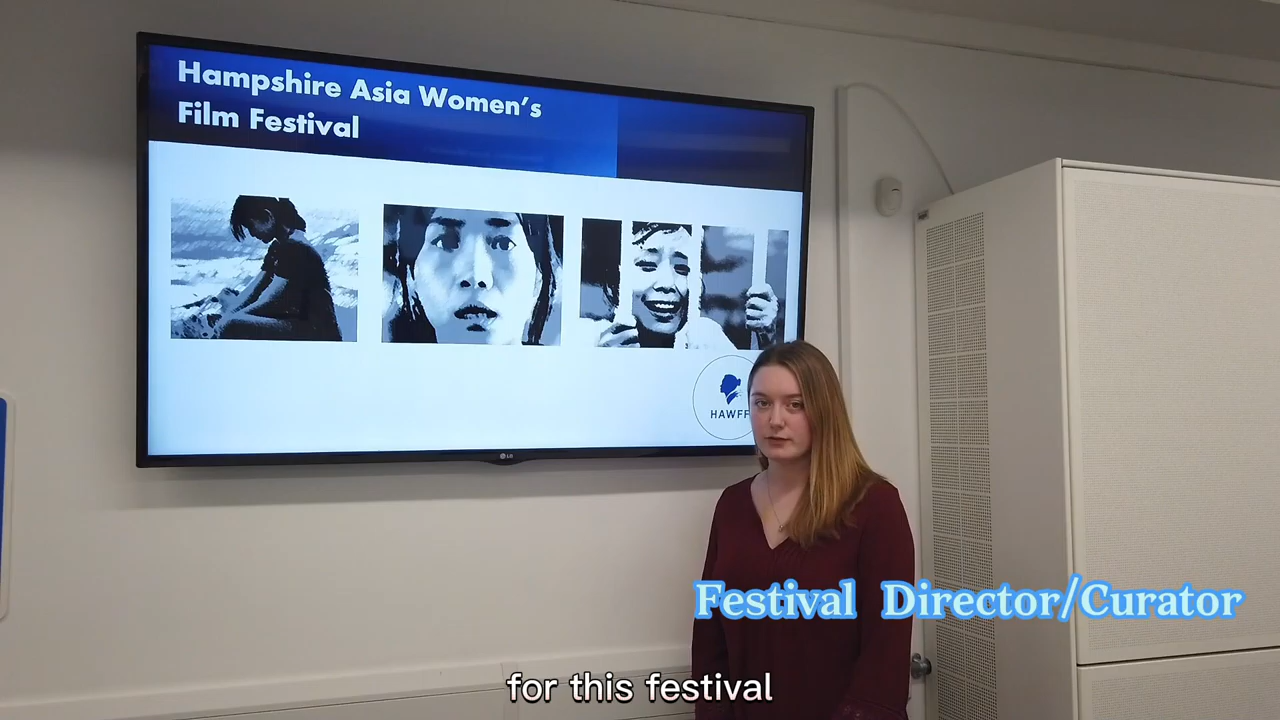 Hampshire Asia Women's
Film Festival
HAWFF
LG
Festival Director/Curator
for this festival